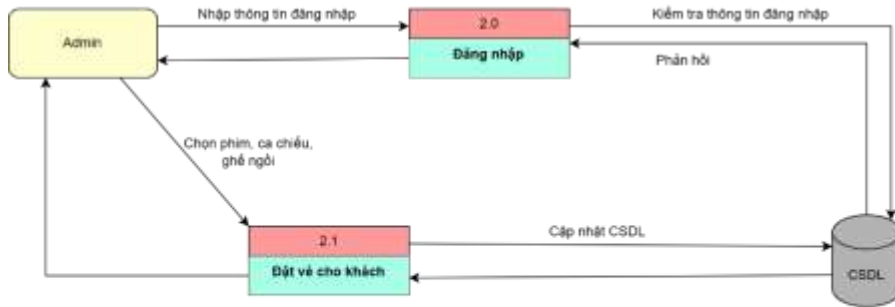 Nhập thông tin đăng nhập
2.0
Kiểm tra thông tin đăng nhập
Admin
Đăng nhập
Phản hồi
Chọn phim, ca chiếu,
ghế ngồi
2.1
Cập nhật CSDL
Đặt vé cho khách
CSDL